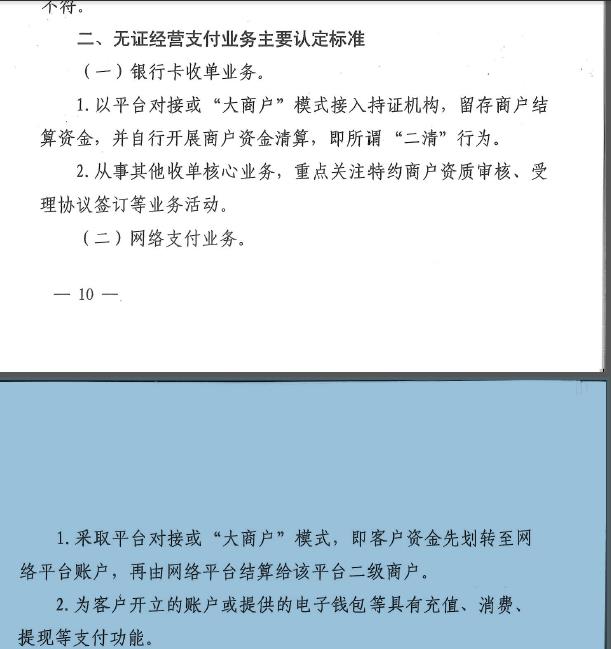 不符。
二、无证经营支付业务主要认定标准
（一）银行卡收单业务。
1.以平台对接或“大商户”模式接入持证机构，留存商户结
算资金，并自行开展商户资金清算，即所谓“二清”行为。
2.从事其他收单核心业务，重点关注特约商户资质审核、受
理协议签订等业务活动。
（二）网络支付业务。
— 10 —
1.采取平台对接或“大商户”模式，即客户资金先划转至网
络平台账户，再由网络平台结算给该平台二级商户。
2.为客户开立的账户或提供的电子钱包等具有充值、消费、
提现等支付功能。